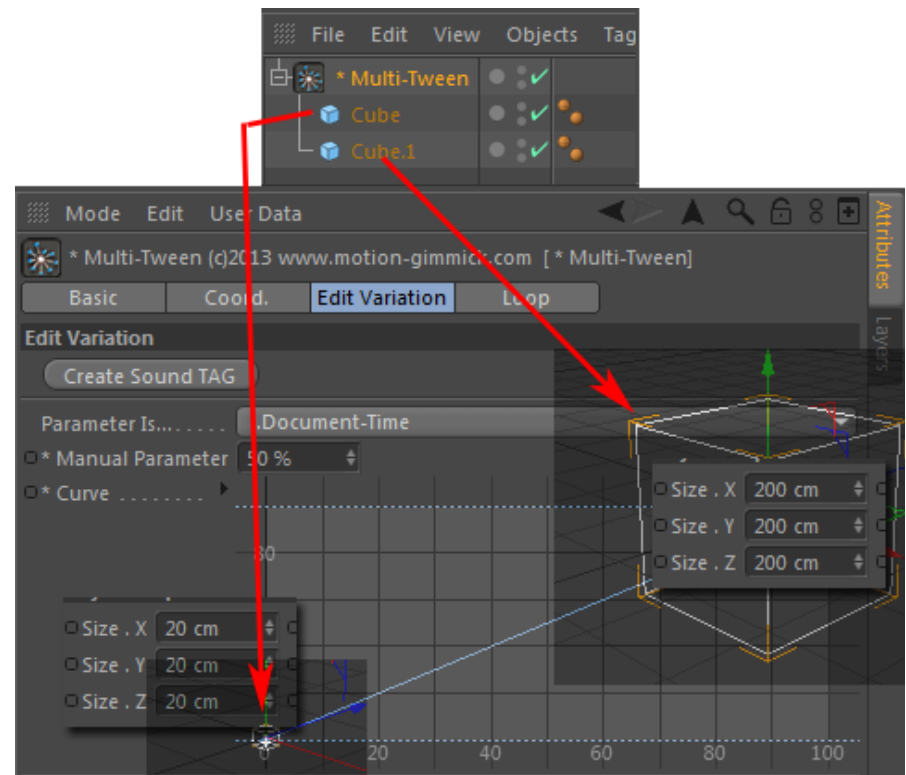 File Edit View Objects Tag
* Multi-Tween
Cube
Cube.1
Mode Edit User Data
* Multi-Tween (c)2013 www.motion-gimmick.com [ * Multi-Tween]
Basic Coord. Edit Variation Loop
Edit Variation
Create Sound TAG
Parameter Is..... .Document-Time
* Manual Parameter 50 %
* Curve ........
80
Size . X 200 cm
Size . Y 200 cm
Size . Z 200 cm
Size . X 20 cm
Size . Y 20 cm
Size . Z 20 cm
0 20 40 60 80 100
Attributes
Layers